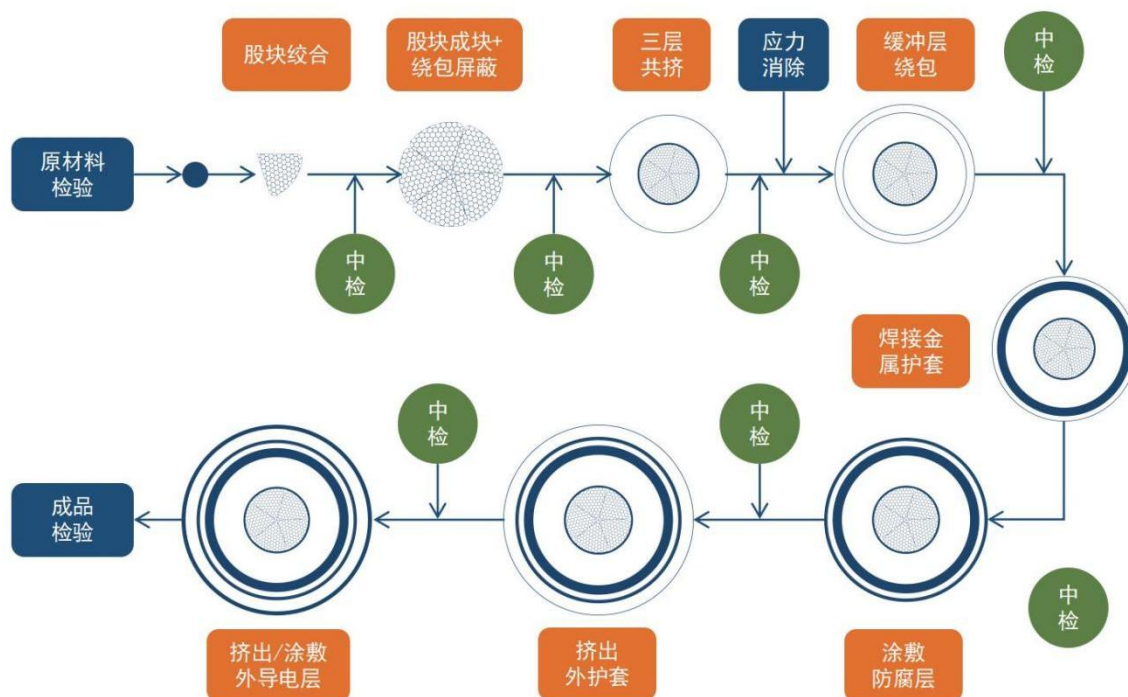 股块绞合
股块成块+
绕包屏蔽
三层
共挤
应力
消除
缓冲层
绕包
中
检
原材料
检验
中
检
中
检
中
检
焊接金
属护套
中
检
中
检
成品
检验
中
检
挤出/涂敷
外导电层
挤出
外护套
涂敷
防腐层